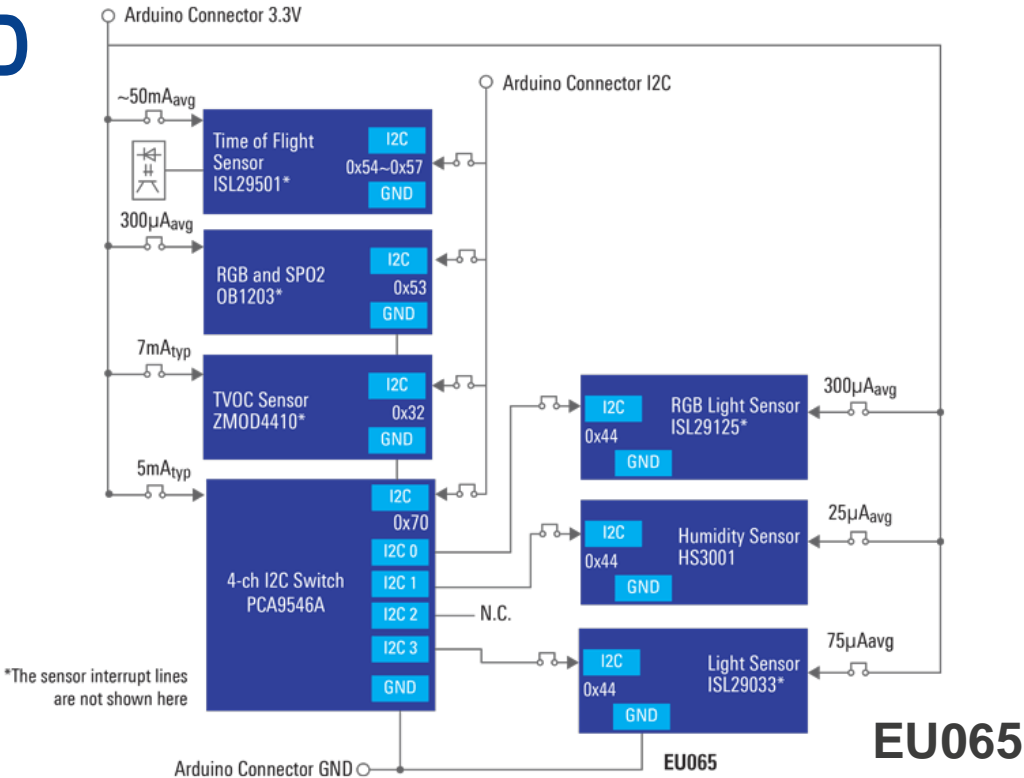 Arduino Connector 3.3V
Arduino Connector I2C
~50mAavg
Time of Flight
Sensor
ISL29501*
I2C
0x54~0x57
GND
300µAavg
RGB and SPO2
OB1203*
I2C
0x53
GND
7mAtyp
TVOC Sensor
ZMOD4410*
I2C
0x32
GND
5mAtyp
4-ch I2C Switch
PCA9546A
I2C
0x70
I2C 0
I2C 1
I2C 2
I2C 3
GND
N.C.
I2C
0x44
GND
RGB Light Sensor
ISL29125*
300µAavg
I2C
0x44
GND
Humidity Sensor
HS3001
25µAavg
I2C
0x44
GND
Light Sensor
ISL29033*
75µAavg
*The sensor interrupt lines
are not shown here
Arduino Connector GND
EU065
EU065